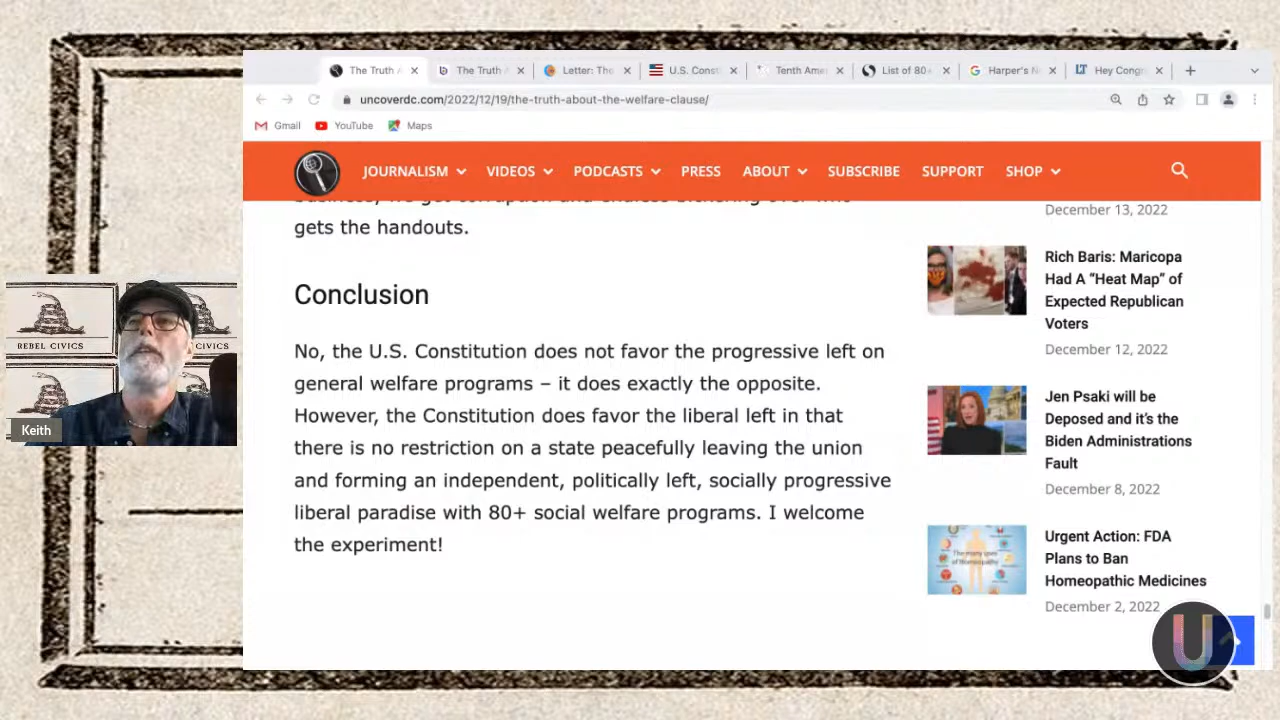 The Truth A
The Truth A
Letter: Tho
U.S. Const
Tenth Ame
List of 80+
Harper's N
Hey Congr
uncoverdc.com/2022/12/19/the-truth-about-the-welfare-clause/
Gmail
YouTube
Maps
JOURNALISM
VIDEOS
PODCASTS
PRESS
ABOUT
SUBSCRIBE
SUPPORT
SHOP
gets the handouts.
Conclusion
No, the U.S. Constitution does not favor the progressive left on
general welfare programs – it does exactly the opposite.
However, the Constitution does favor the liberal left in that
there is no restriction on a state peacefully leaving the union
and forming an independent, politically left, socially progressive
liberal paradise with 80+ social welfare programs. I welcome
the experiment!
December 13, 2022
Rich Baris: Maricopa
Had A “Heat Map” of
Expected Republican
Voters
December 12, 2022
Jen Psaki will be
Deposed and it’s the
Biden Administrations
Fault
December 8, 2022
The many types
of Homeopathy
Urgent Action: FDA
Plans to Ban
Homeopathic Medicines
December 2, 2022
U
REBEL CIVICS
CIVICS
Keith